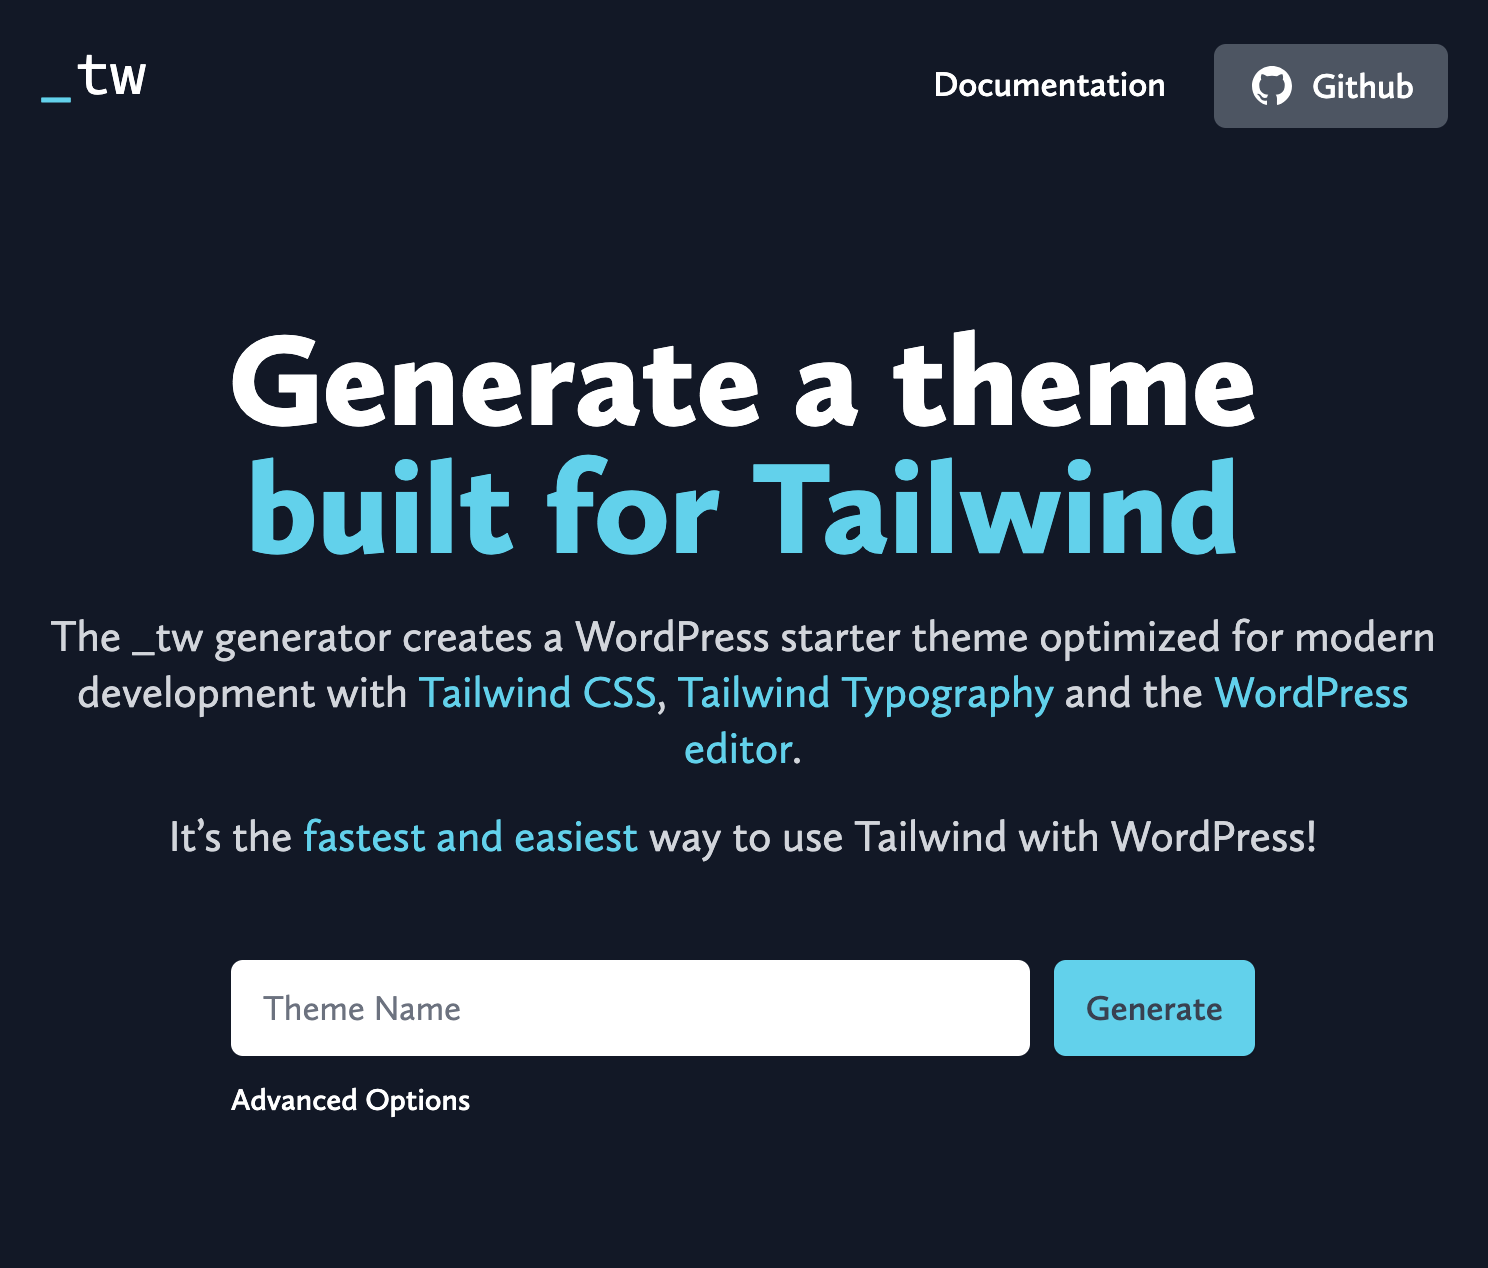 _tw
Documentation
Github
Generate a theme
built for Tailwind
The _tw generator creates a WordPress starter theme optimized for modern
development with Tailwind CSS, Tailwind Typography and the WordPress
editor.
It’s the fastest and easiest way to use Tailwind with WordPress!
Theme Name
Generate
Advanced Options